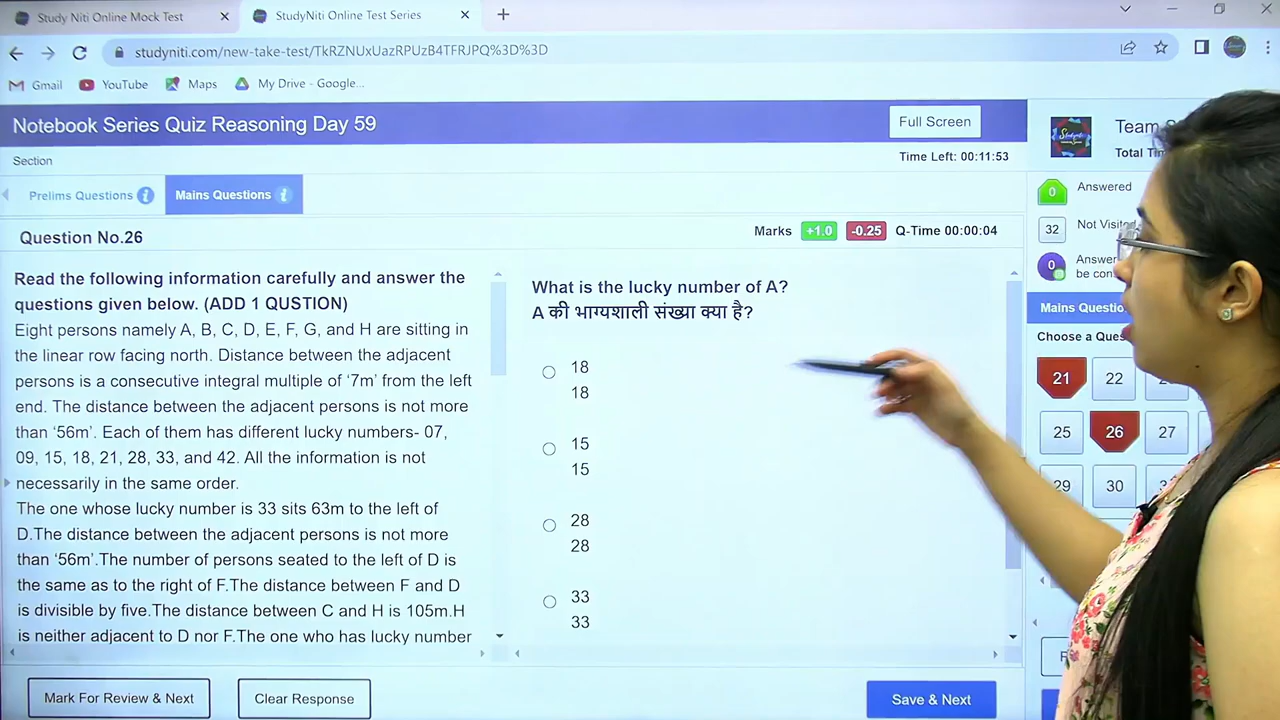 Study Niti Online Mock Test
StudyNiti Online Test Series
studyniti.com/new-take-test/TkRZNUxUazRPUzB4TFRJPQ%3D%3D
Gmail
YouTube
Maps
My Drive - Google...
Notebook Series Quiz Reasoning Day 59
Full Screen
Team
Section
Time Left: 00:11:53
Total
Prelims Questions
Mains Questions
0 Answered
32 Not Visited
Question No.26
Marks +1.0 -0.25 Q-Time 00:00:04
0
be
Mains Questio
Choose a Ques
21 22
25 26 27
29 30
Read the following information carefully and answer the
questions given below. (ADD 1 QUSTION)
Eight persons namely A, B, C, D, E, F, G, and H are sitting in
the linear row facing north. Distance between the adjacent
persons is a consecutive integral multiple of ‘7m’ from the left
end. The distance between the adjacent persons is not more
than ‘56m’. Each of them has different lucky numbers- 07,
09, 15, 18, 21, 28, 33, and 42. All the information is not
necessarily in the same order.
The one whose lucky number is 33 sits 63m to the left of
D.The distance between the adjacent persons is not more
than ‘56m’.The number of persons seated to the left of D is
the same as to the right of F.The distance between F and D
is divisible by five.The distance between C and H is 105m.H
is neither adjacent to D nor F.The one who has lucky number
What is the lucky number of A?
A की भाग्यशाली संख्या क्या है?
18
18
15
15
28
28
33
33
Mark For Review & Next
Clear Response
Save & Next